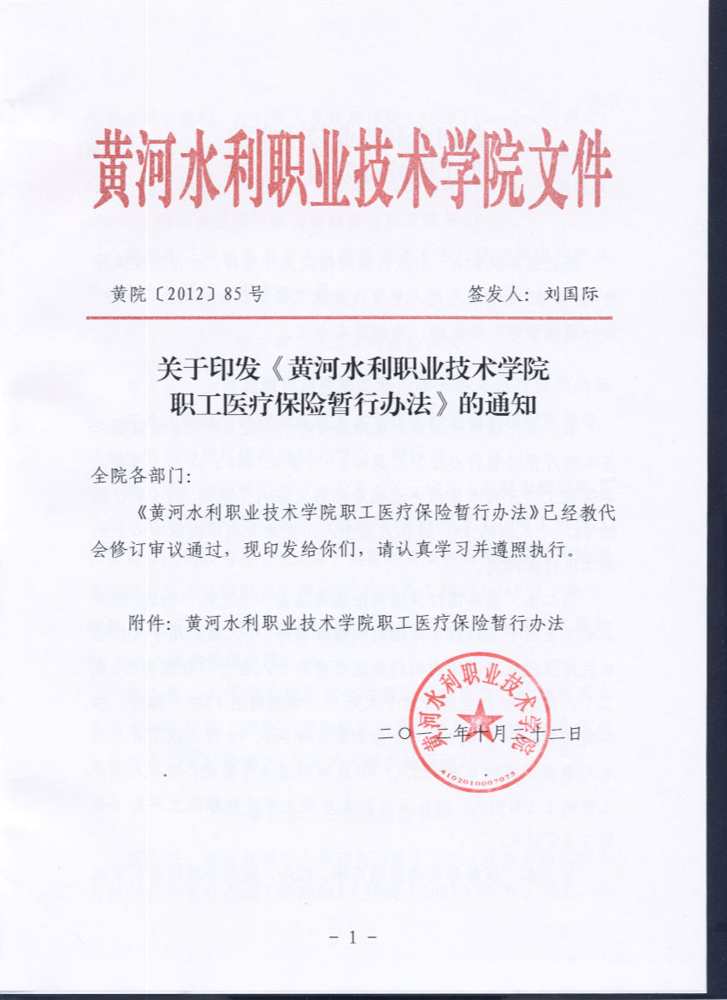 黄河水利职业技术学院文件
黄院〔2012〕85号 签发人：刘国际
关于印发《黄河水利职业技术学院
职工医疗保险暂行办法》的通知
全院各部门：
《黄河水利职业技术学院职工医疗保险暂行办法》已经教代
会修订审议通过，现印发给你们，请认真学习并遵照执行。
附件：黄河水利职业技术学院职工医疗保险暂行办法
黄河水利职业技术学院
二〇一二年十月二十二日
4102010007075
- 1 -